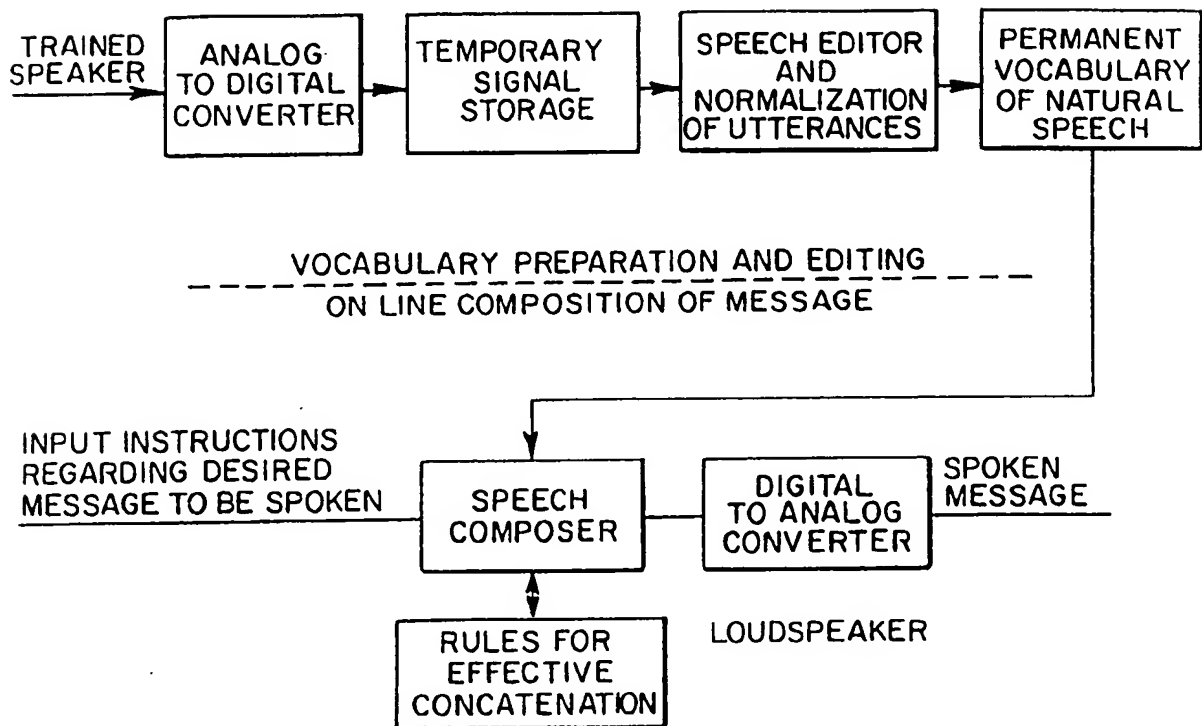 TRAINED
SPEAKER
ANALOG
TO DIGITAL
CONVERTER
TEMPORARY
SIGNAL
STORAGE
SPEECH EDITOR
AND
NORMALIZATION
OF UTTERANCES
PERMANENT
VOCABULARY
OF NATURAL
SPEECH
VOCABULARY PREPARATION AND EDITING
ON LINE COMPOSITION OF MESSAGE
INPUT INSTRUCTIONS
REGARDING DESIRED
MESSAGE TO BE SPOKEN
SPEECH
COMPOSER
DIGITAL
TO ANALOG
CONVERTER
SPOKEN
MESSAGE
RULES FOR
EFFECTIVE
CONCATENATION
LOUDSPEAKER